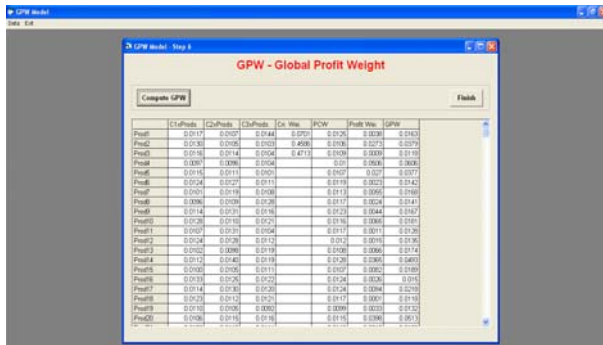 GPW Model
Data Exit
GPW Model - Step 6
GPW - Global Profit Weight
Compute GPW
Finish
C1xProds C2xProds C3xProds Cri. Wei. PCW Profit Wei. GPW
Prod1 0.0117 0.0107 0.0144 0.0701 0.0125 0.0038 0.0163
Prod2 0.0130 0.0105 0.0103 0.4586 0.0106 0.0273 0.0379
Prod3 0.0116 0.0114 0.0104 0.4713 0.0109 0.0009 0.0118
Prod4 0.0097 0.0096 0.0104 0.01 0.0506 0.0606
Prod5 0.0115 0.0111 0.0101 0.0107 0.027 0.0377
Prod6 0.0124 0.0127 0.0111 0.0119 0.0023 0.0142
Prod7 0.0101 0.0119 0.0108 0.0113 0.0055 0.0168
Prod8 0.0096 0.0109 0.0128 0.0117 0.0024 0.0141
Prod9 0.0114 0.0131 0.0116 0.0123 0.0044 0.0167
Prod10 0.0128 0.0110 0.0121 0.0116 0.0065 0.0181
Prod11 0.0107 0.0131 0.0104 0.0117 0.0011 0.0128
Prod12 0.0124 0.0128 0.0112 0.012 0.0015 0.0135
Prod13 0.0102 0.0098 0.0119 0.0108 0.0066 0.0174
Prod14 0.0112 0.0140 0.0119 0.0128 0.0365 0.0493
Prod15 0.0100 0.0105 0.0111 0.0107 0.0082 0.0189
Prod16 0.0133 0.0125 0.0122 0.0124 0.0026 0.015
Prod17 0.0114 0.0130 0.0120 0.0124 0.0094 0.0218
Prod18 0.0123 0.0112 0.0121 0.0117 0.0001 0.0118
Prod19 0.0110 0.0105 0.0092 0.0099 0.0033 0.0132
Prod20 0.0106 0.0115 0.0116 0.0115 0.0398 0.0513